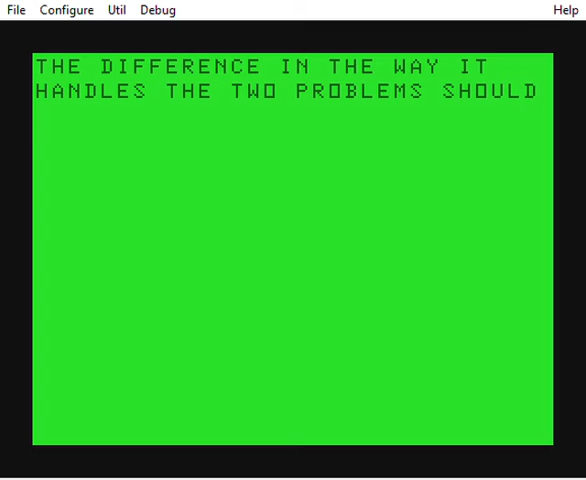 File Configure Util Debug Help
THE DIFFERENCE IN THE WAY IT
HANDLES THE TWO PROBLEMS SHOULD